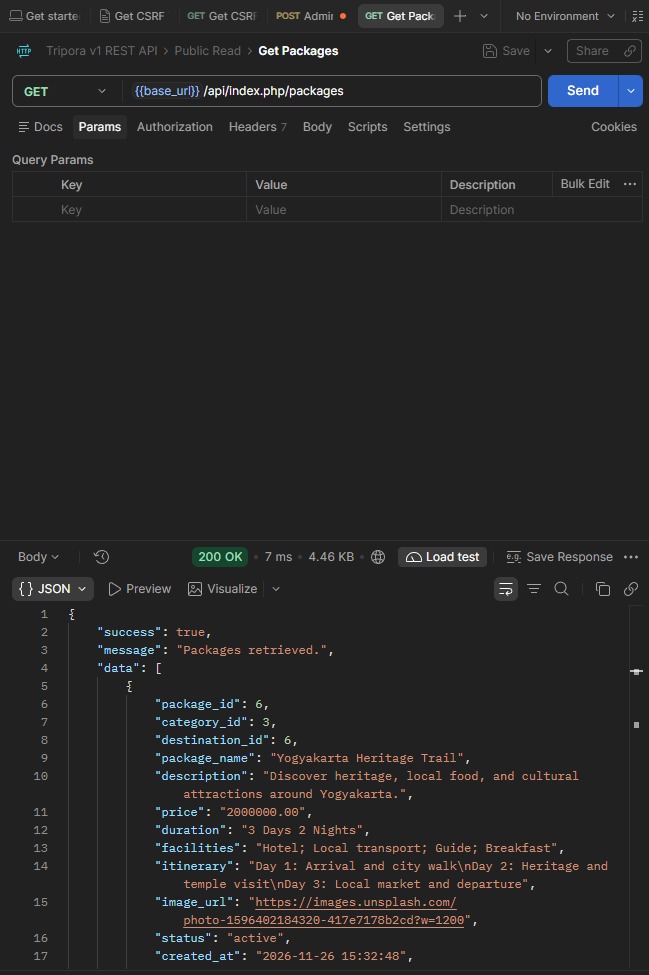 Get starte Get CSRF GET Get CSRF POST Admin GET Get Pack No Environment
HTTP Tripora v1 REST API > Public Read > Get Packages Save Share
GET {{base_url}} /api/index.php/packages Send
Docs Params Authorization Headers 7 Body Scripts Settings Cookies
Query Params
Key Value Description Bulk Edit
Key Value Description
Body 200 OK 7 ms 4.46 KB Load test e.g. Save Response
{} JSON Preview Visualize
1 {
2 "success": true,
3 "message": "Packages retrieved.",
4 "data": [
5 {
6 "package_id": 6,
7 "category_id": 3,
8 "destination_id": 6,
9 "package_name": "Yogyakarta Heritage Trail",
10 "description": "Discover heritage, local food, and cultural
attractions around Yogyakarta.",
11 "price": "2000000.00",
12 "duration": "3 Days 2 Nights",
13 "facilities": "Hotel; Local transport; Guide; Breakfast",
14 "itinerary": "Day 1: Arrival and city walk\nDay 2: Heritage and
temple visit\nDay 3: Local market and departure",
15 "image_url": "https://images.unsplash.com/
photo-1596402184320-417e7178b2cd?w=1200",
16 "status": "active",
17 "created_at": "2026-11-26 15:32:48",